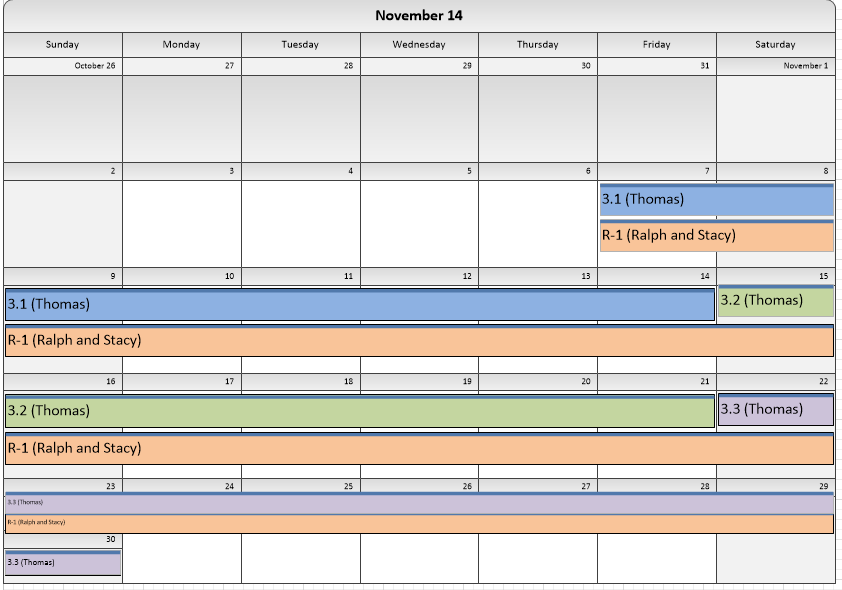 November 14
Sunday Monday Tuesday Wednesday Thursday Friday Saturday
October 26 27 28 29 30 31 November 1
2 3 4 5 6 7 8
3.1 (Thomas)
R-1 (Ralph and Stacy)
9 10 11 12 13 14 15
3.1 (Thomas) 3.2 (Thomas)
R-1 (Ralph and Stacy)
16 17 18 19 20 21 22
3.2 (Thomas) 3.3 (Thomas)
R-1 (Ralph and Stacy)
23 24 25 26 27 28 29
3.3 (Thomas)
R-1 (Ralph and Stacy)
30
3.3 (Thomas)